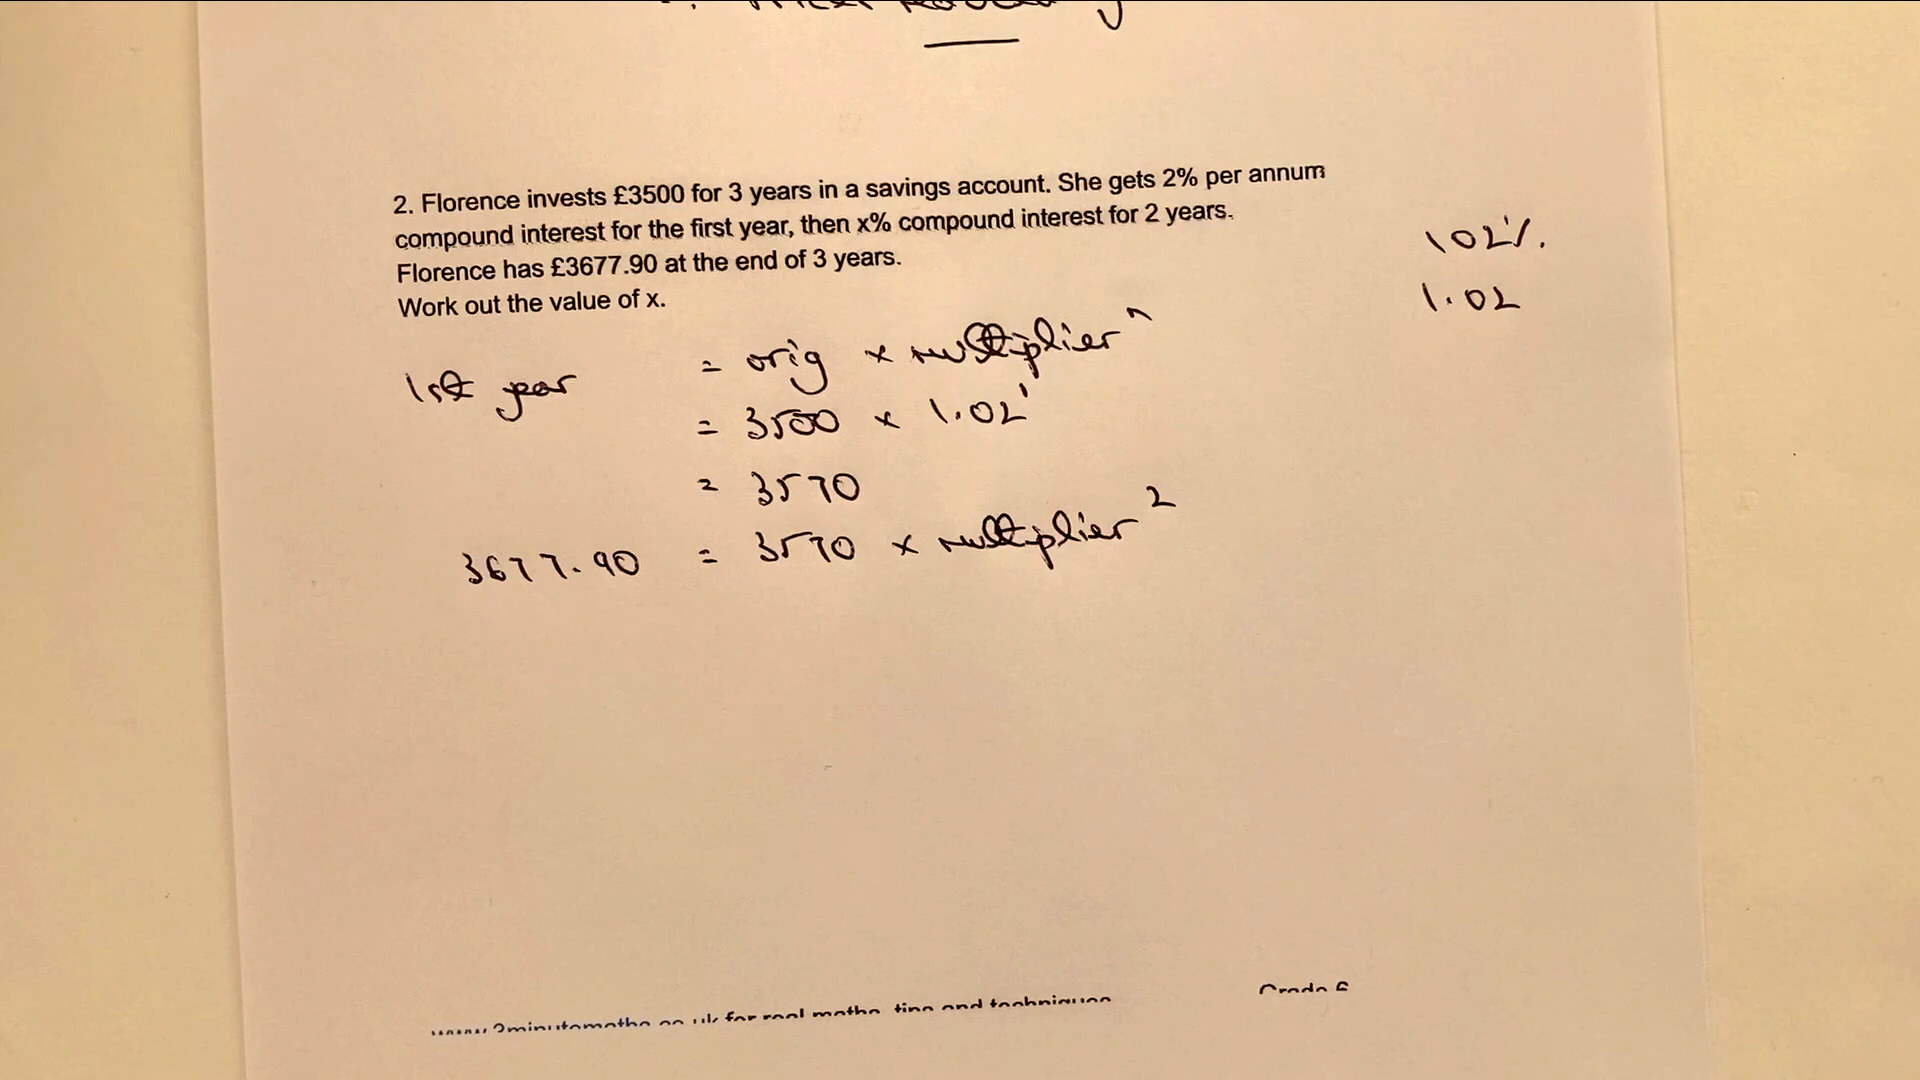 2. Florence invests £3500 for 3 years in a savings account. She gets 2% per annum
compound interest for the first year, then x% compound interest for 2 years.
Florence has £3677.90 at the end of 3 years.
Work out the value of x.
102%.
1.02
1st year = orig × multiplier^n
= 3500 × 1.02^1
= 3570
3677.90 = 3570 × multiplier^2